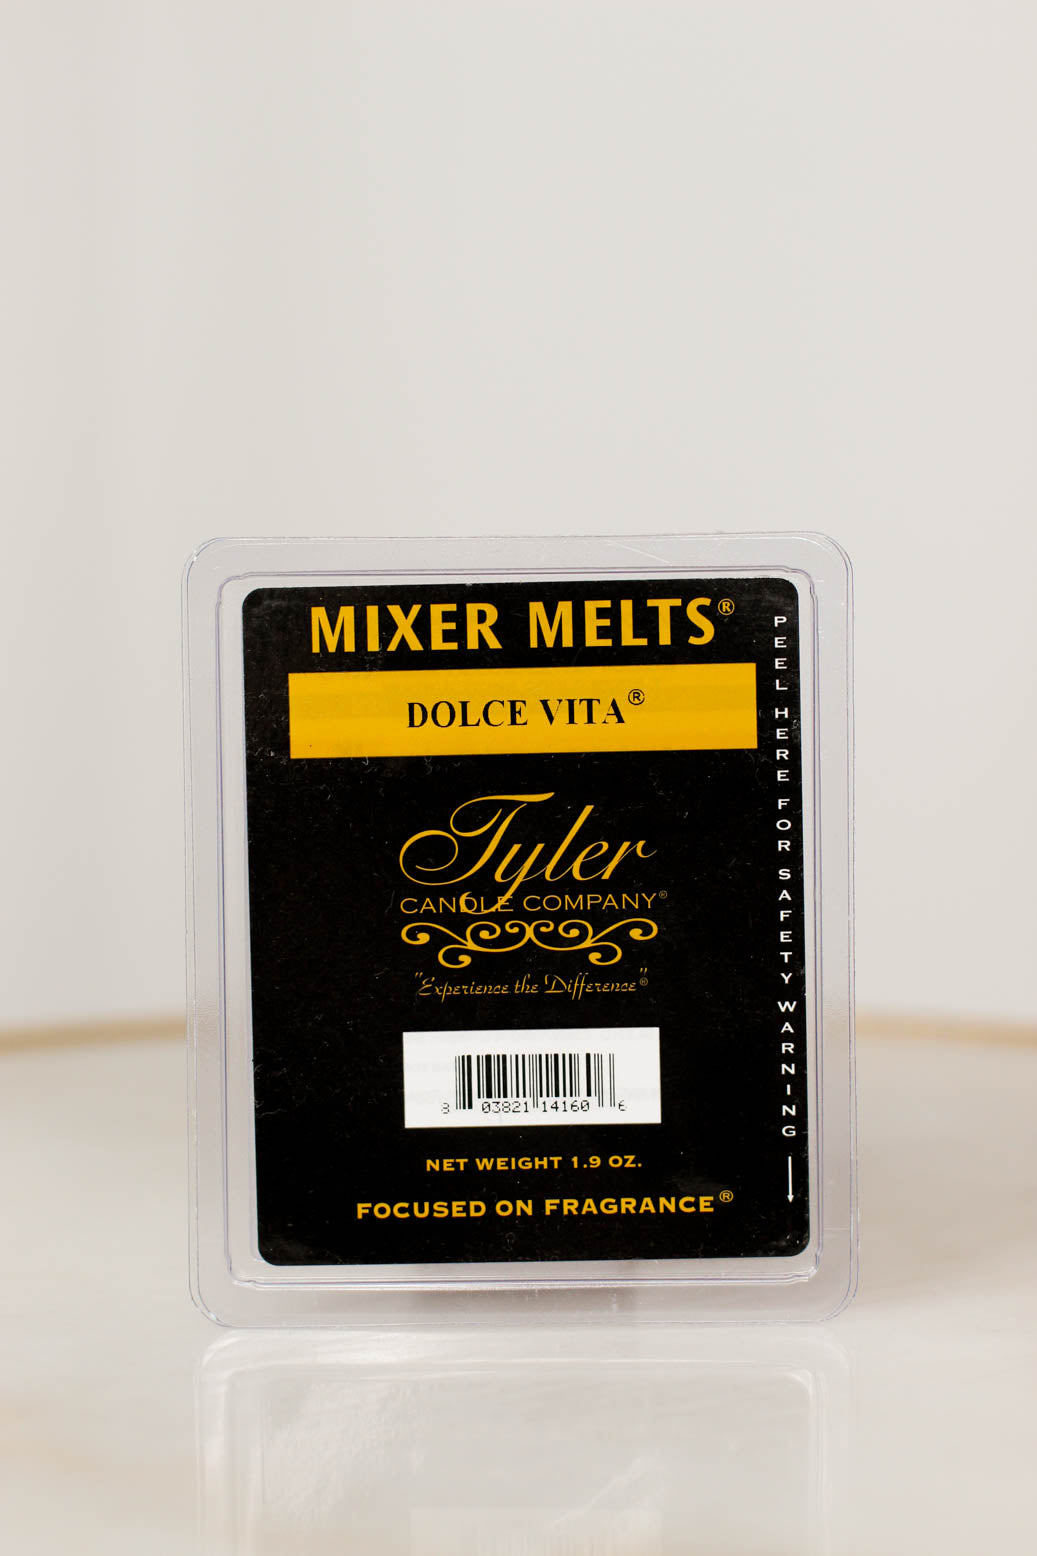 MIXER MELTS®
DOLCE VITA®
Tyler
CANDLE COMPANY®
"Experience the Difference"®
8 03821 14160 6
NET WEIGHT 1.9 OZ.
FOCUSED ON FRAGRANCE®
PEEL HERE FOR SAFETY WARNING